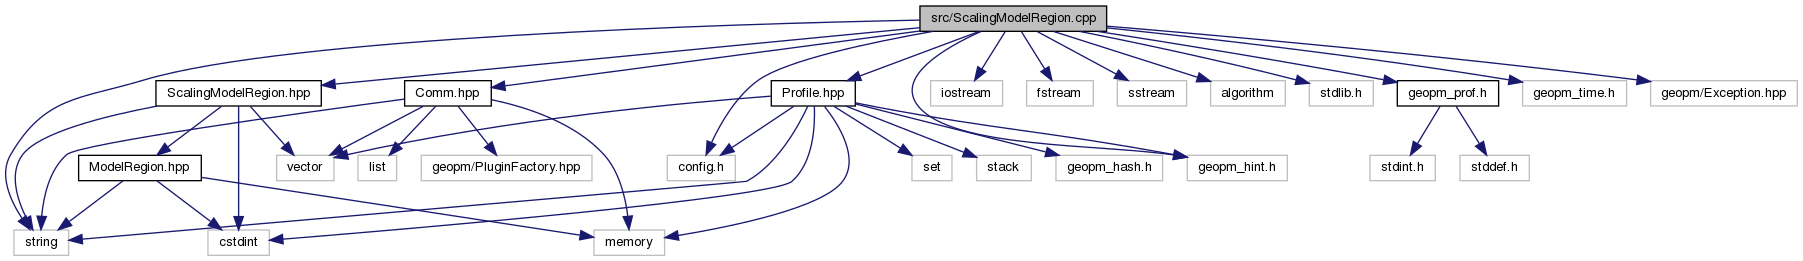 src/ScalingModelRegion.cpp
ScalingModelRegion.hpp
Comm.hpp
Profile.hpp
iostream
fstream
sstream
algorithm
stdlib.h
geopm_prof.h
geopm_time.h
geopm/Exception.hpp
ModelRegion.hpp
vector
list
geopm/PluginFactory.hpp
config.h
set
stack
geopm_hash.h
geopm_hint.h
stdint.h
stddef.h
string
cstdint
memory